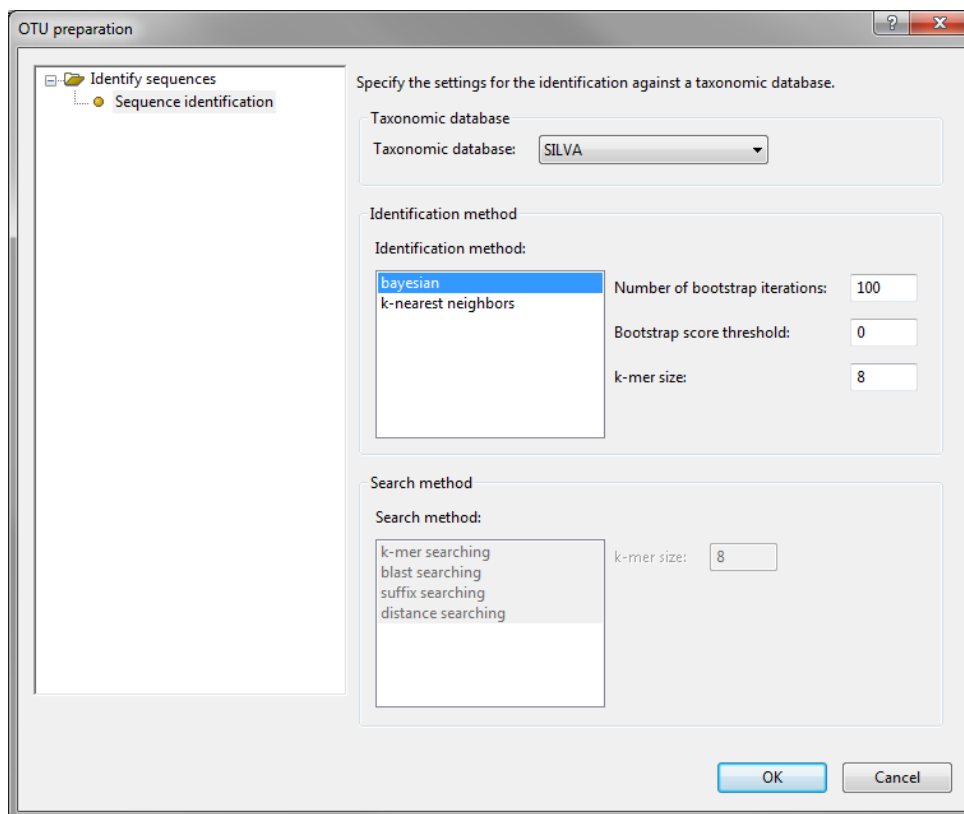 OTU preparation
Identify sequences
Sequence identification
Specify the settings for the identification against a taxonomic database.
Taxonomic database
Taxonomic database: SILVA
Identification method
Identification method:
bayesian
k-nearest neighbors
Number of bootstrap iterations: 100
Bootstrap score threshold: 0
k-mer size: 8
Search method
Search method:
k-mer searching
blast searching
suffix searching
distance searching
k-mer size: 8
OK Cancel